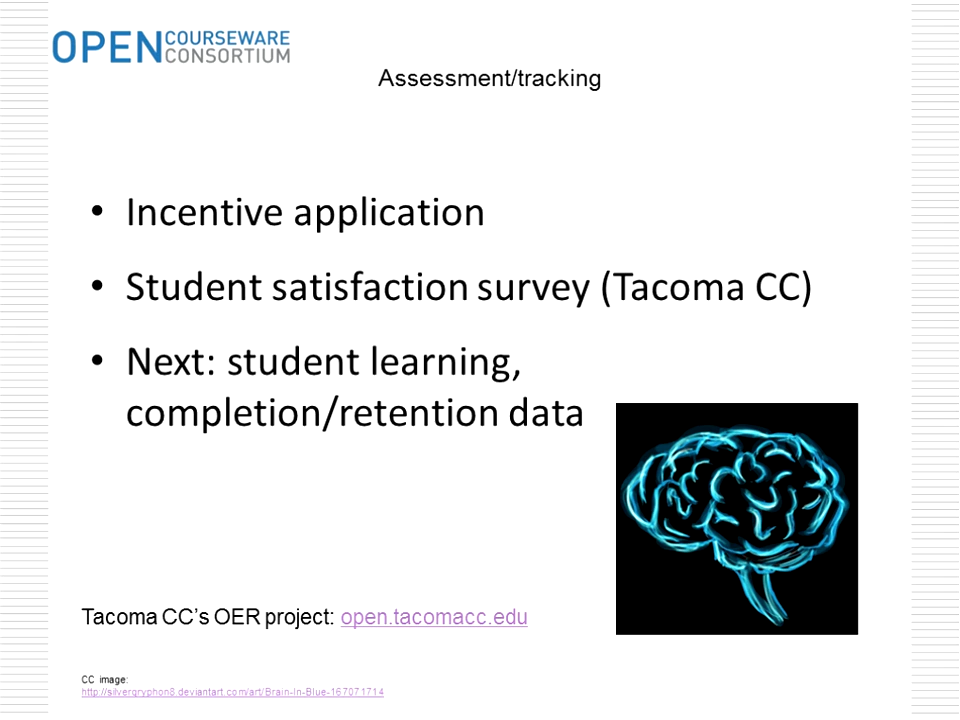 OPEN COURSEWARE
CONSORTIUM
Assessment/tracking
• Incentive application
• Student satisfaction survey (Tacoma CC)
• Next: student learning,
completion/retention data
Tacoma CC’s OER project: open.tacomacc.edu
CC image:
http://silvergryphon8.deviantart.com/art/Brain-In-Blue-167071714